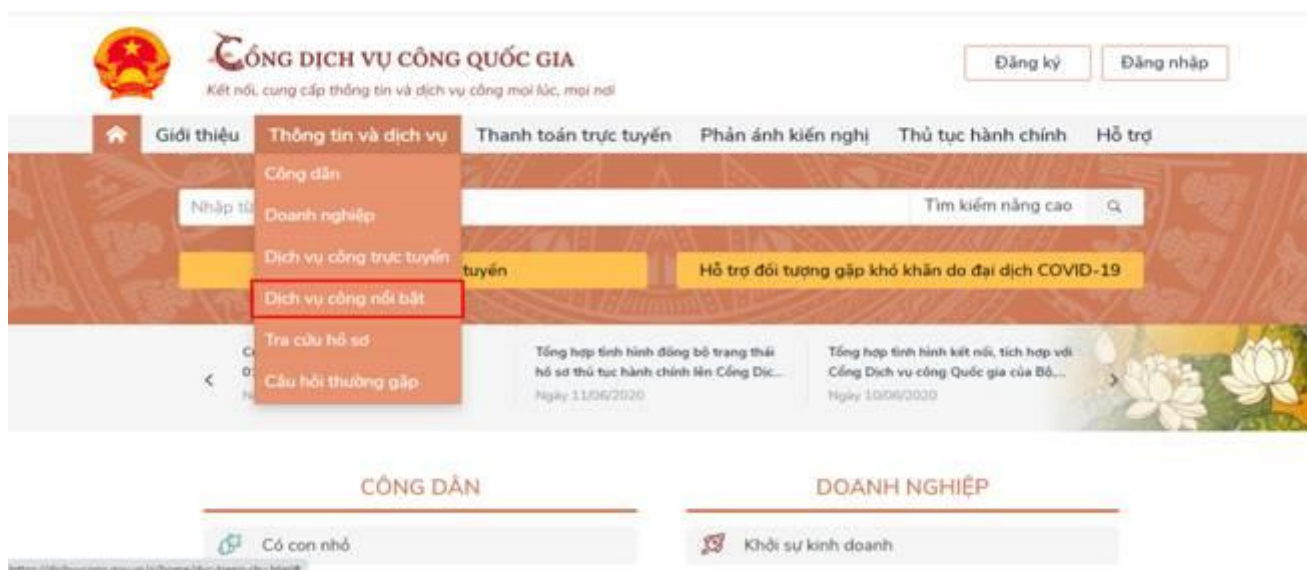 CỔNG DỊCH VỤ CÔNG QUỐC GIA
Kết nối, cung cấp thông tin và dịch vụ công mọi lúc, mọi nơi
Đăng ký
Đăng nhập
Giới thiệu
Thông tin và dịch vụ
Thanh toán trực tuyến
Phản ánh kiến nghị
Thủ tục hành chính
Hỗ trợ
Công dân
Doanh nghiệp
Dịch vụ công trực tuyến
Dịch vụ công nổi bật
Tra cứu hồ sơ
Câu hỏi thường gặp
Nhập từ
Tìm kiếm nâng cao
tuyến
Hỗ trợ đối tượng gặp khó khăn do đại dịch COVID-19
Tổng hợp tình hình đồng bộ trạng thái
hồ sơ thủ tục hành chính lên Cổng Dịc...
Ngày 11/06/2020
Tổng hợp tình hình kết nối, tích hợp với
Cổng Dịch vụ công Quốc gia của Bộ,...
Ngày 10/06/2020
CÔNG DÂN
DOANH NGHIỆP
Có con nhỏ
Khởi sự kinh doanh